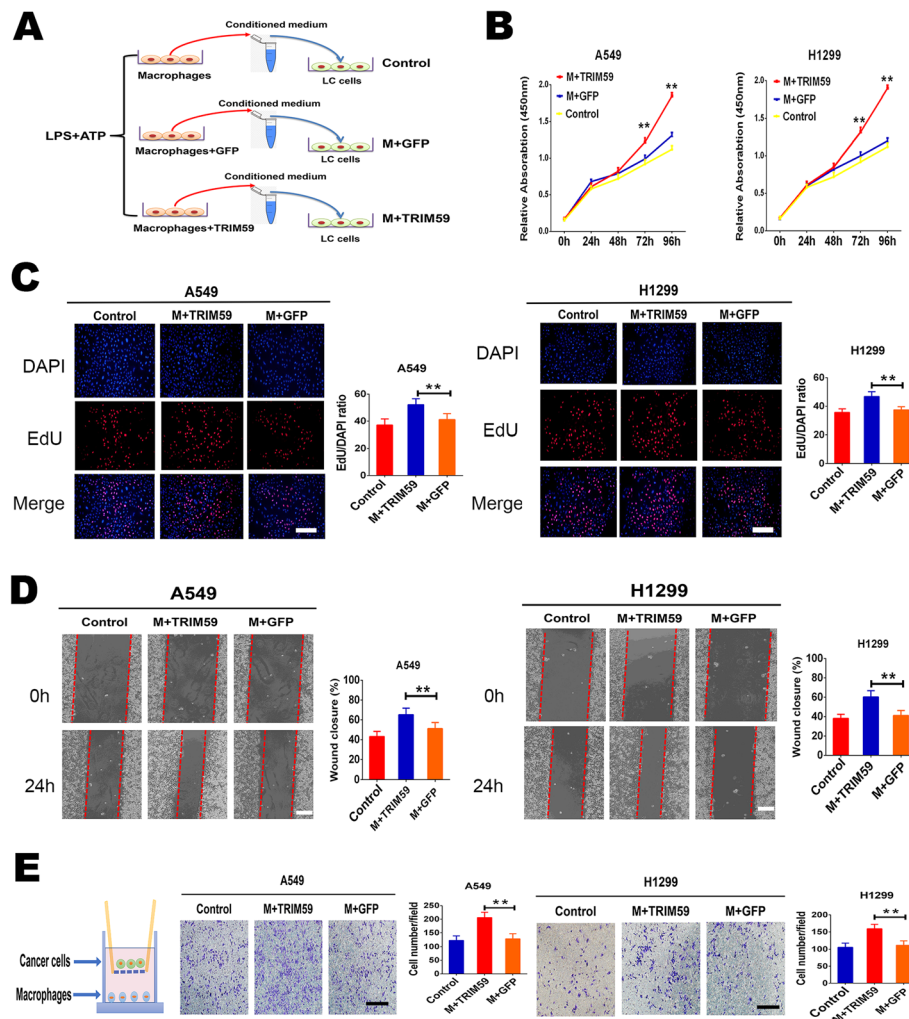 A
Conditioned medium
Macrophages
LC cells
Control
Conditioned medium
LPS+ATP
Macrophages+GFP
LC cells
M+GFP
Conditioned medium
Macrophages+TRIM59
LC cells
M+TRIM59
B
A549
Relative Absorabtion (450nm)
2.0
1.5
1.0
0.5
0.0
M+TRIM59
M+GFP
Control
**
**
0h 24h 48h 72h 96h
H1299
Relative Absorabtion (450nm)
2.0
1.5
1.0
0.5
0.0
M+TRIM59
M+GFP
Control
**
**
0h 24h 48h 72h 96h
C
A549
Control M+TRIM59 M+GFP
DAPI
EdU
Merge
A549
EdU/DAPI ratio
60
40
20
0
**
Control
M+TRIM59
M+GFP
H1299
Control M+TRIM59 M+GFP
DAPI
EdU
Merge
H1299
EdU/DAPI ratio
60
40
20
0
**
Control
M+TRIM59
M+GFP
D
A549
Control M+TRIM59 M+GFP
0h
24h
A549
Wound closure (%)
100
80
60
40
20
0
**
Control
M+TRIM59
M+GFP
H1299
Control M+TRIM59 M+GFP
0h
24h
H1299
Wound closure (%)
100
80
60
40
20
0
**
Control
M+TRIM59
M+GFP
E
Cancer cells
Macrophages
A549
Control M+TRIM59 M+GFP
A549
Cell number/field
250
200
150
100
50
0
**
Control
M+TRIM59
M+GFP
H1299
Control M+TRIM59 M+GFP
H1299
Cell number/field
200
150
100
50
0
**
Control
M+TRIM59
M+GFP